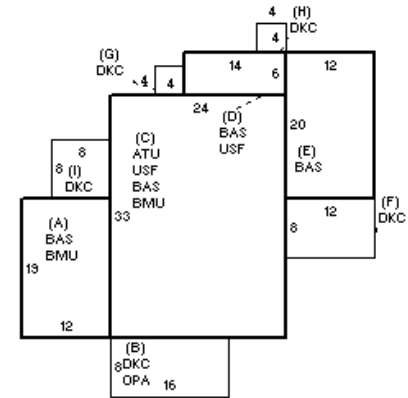 4
(H)
DKC
4
(G)
DKC
4
4
14
6
12
24
(D)
BAS
USF
20
(C)
ATU
USF
BAS
BMU
(E)
BAS
8
8
(I)
DKC
33
12
(F)
DKC
8
(A)
BAS
BMU
19
12
(B)
8
DKC
OPA
16